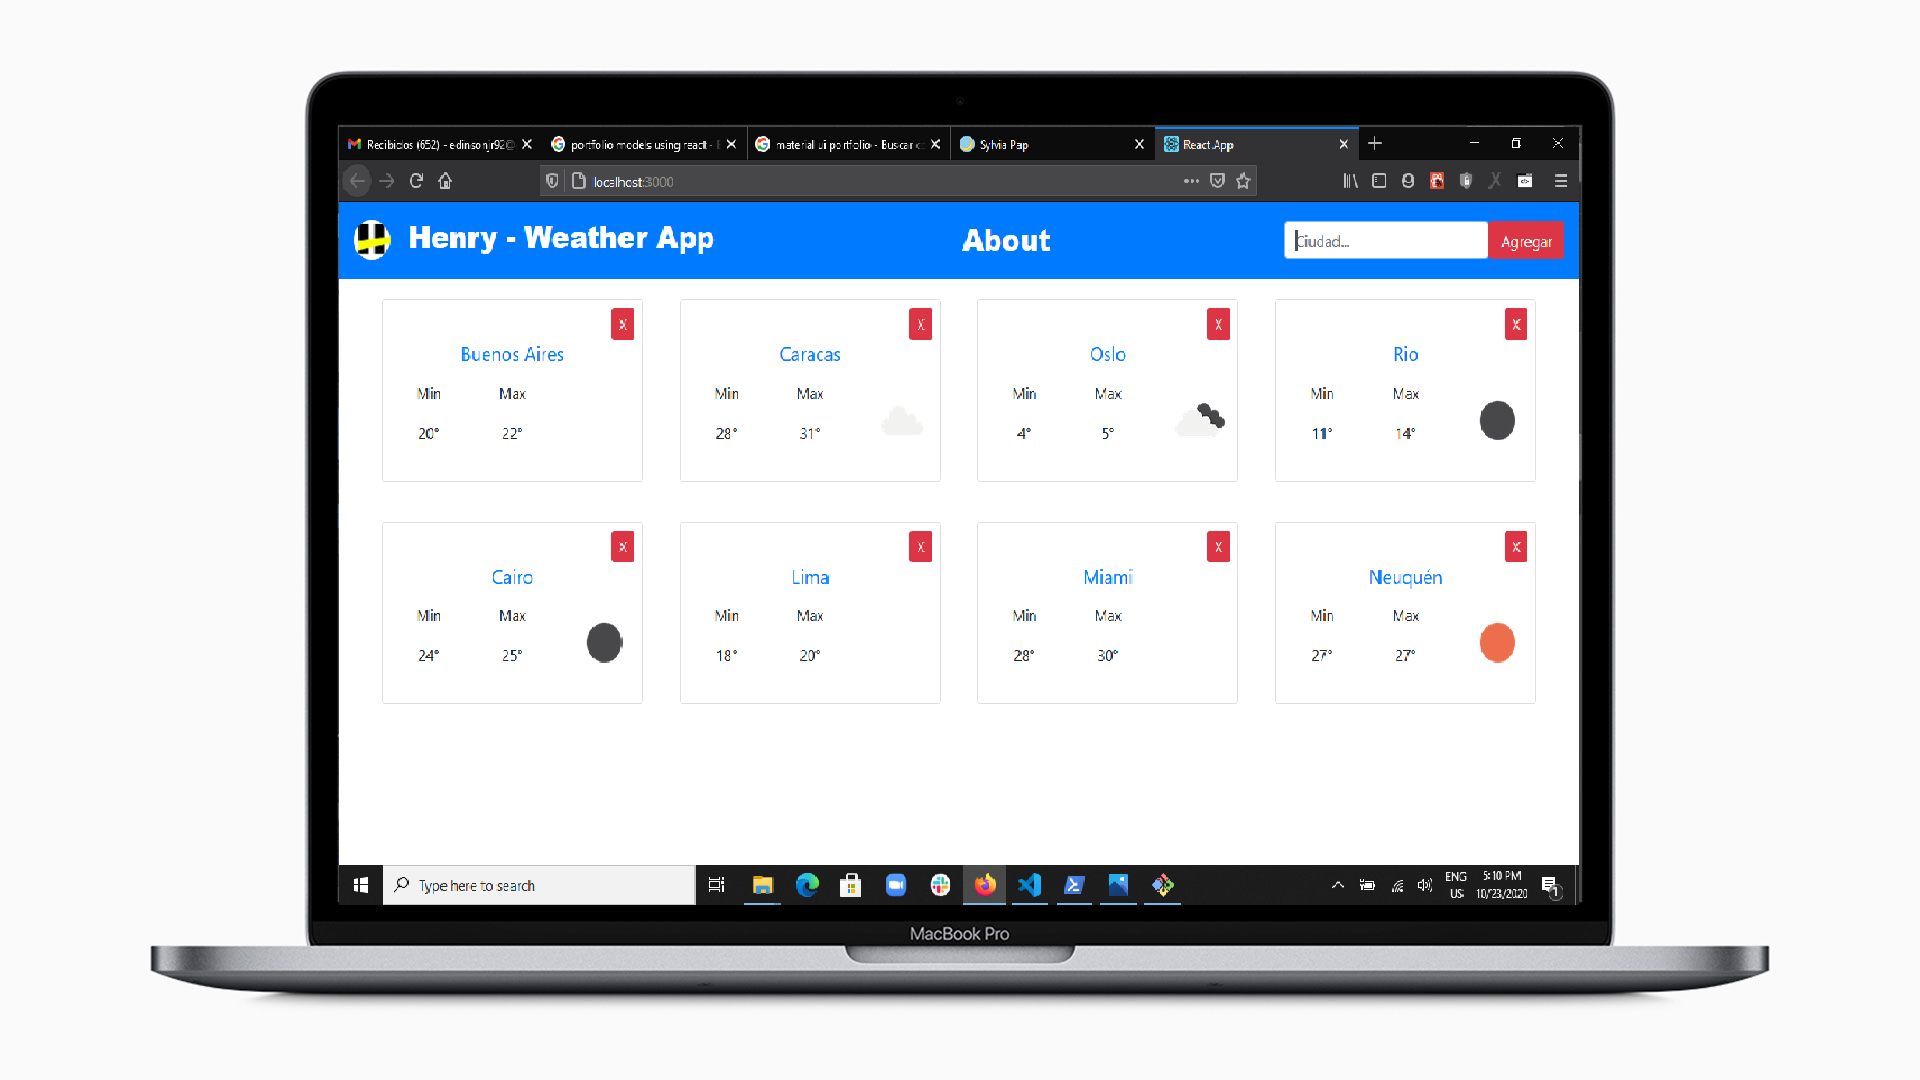 Recibidos (652) - edinsonjr92@
portfolio models using react -
material ui portfolio - Buscar c
Sylvia Pap
React App
localhost:3000
Henry - Weather App
About
Ciudad...
Agregar
X
X
X
X
Buenos Aires
Caracas
Oslo
Rio
Min Max
Min Max
Min Max
Min Max
20° 22°
28° 31°
4° 5°
11° 14°
X
X
X
X
Cairo
Lima
Miami
Neuquén
Min Max
Min Max
Min Max
Min Max
24° 25°
18° 20°
28° 30°
27° 27°
Type here to search
ENG
US
5:10 PM
10/23/2020
1
MacBook Pro